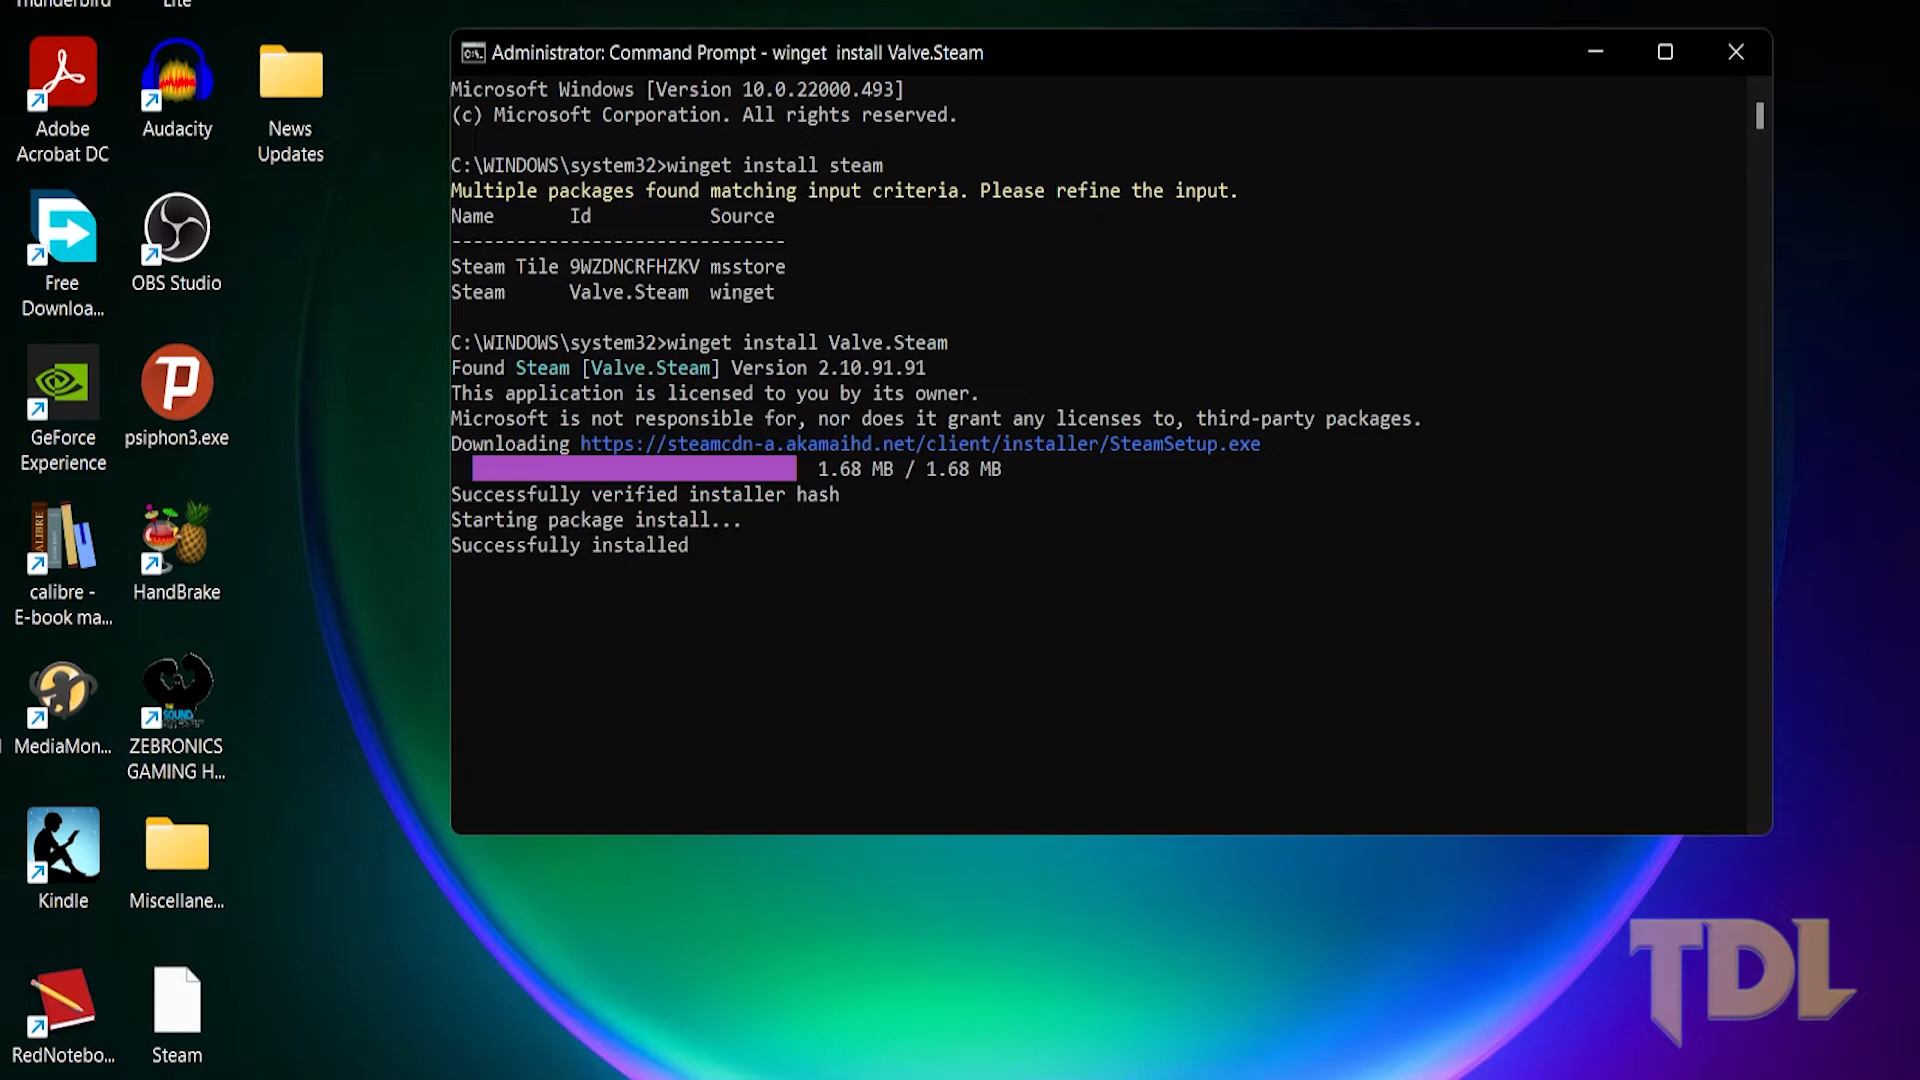 Thunderbird
Lite
Adobe
Acrobat DC
Audacity
News
Updates
Free
Downloa...
OBS Studio
GeForce
Experience
psiphon3.exe
calibre -
E-book ma...
HandBrake
MediaMon...
ZEBRONICS
GAMING H...
Kindle
Miscellane...
RedNotebo...
Steam
Administrator: Command Prompt - winget  install Valve.Steam
Microsoft Windows [Version 10.0.22000.493]
(c) Microsoft Corporation. All rights reserved.
C:\WINDOWS\system32>winget install steam
Multiple packages found matching input criteria. Please refine the input.
Name       Id           Source
-------------------------------
Steam Tile 9WZDNCRFHZKV msstore
Steam      Valve.Steam  winget
C:\WINDOWS\system32>winget install Valve.Steam
Found Steam [Valve.Steam] Version 2.10.91.91
This application is licensed to you by its owner.
Microsoft is not responsible for, nor does it grant any licenses to, third-party packages.
Downloading https://steamcdn-a.akamaihd.net/client/installer/SteamSetup.exe
1.68 MB / 1.68 MB
Successfully verified installer hash
Starting package install...
Successfully installed
TDL